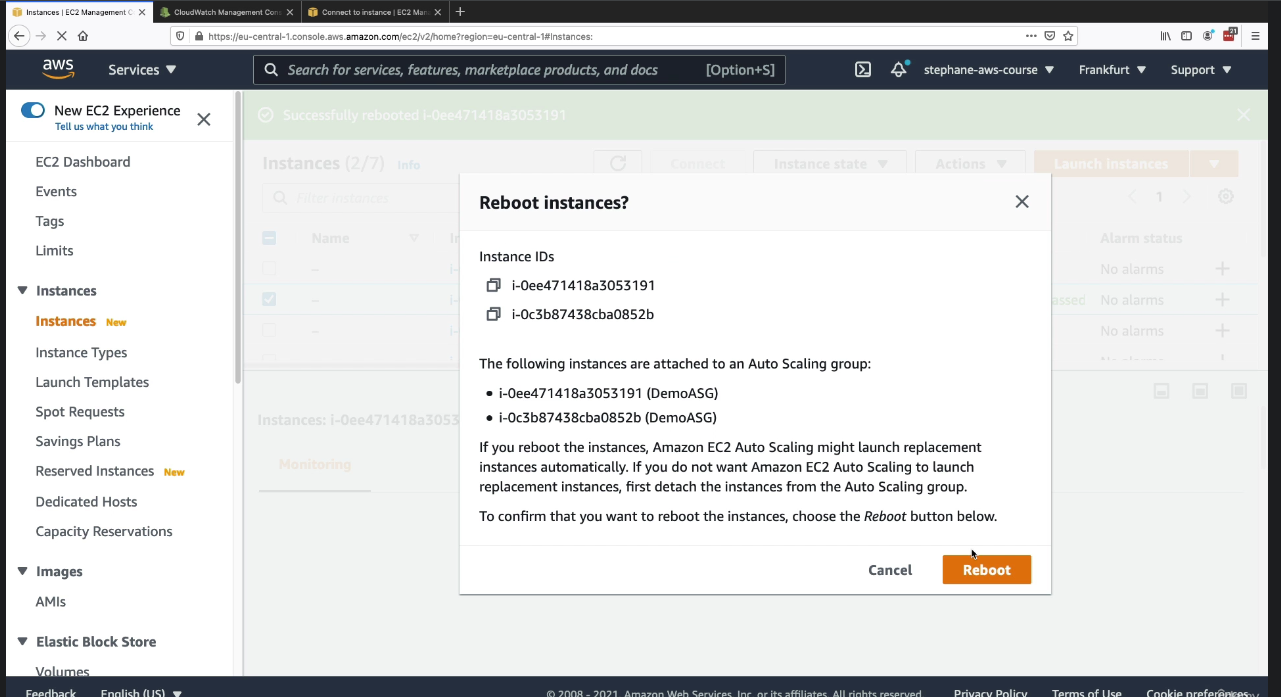 Instances | EC2 Management C
CloudWatch Management Con
Connect to instance | EC2 Man
https://eu-central-1.console.aws.amazon.com/ec2/v2/home?region=eu-central-1#Instances:
21
aws
Services
Search for services, features, marketplace products, and docs
[Option+S]
stephane-aws-course
Frankfurt
Support
New EC2 Experience
Tell us what you think
EC2 Dashboard
Events
Tags
Limits
Instances
Instances New
Instance Types
Launch Templates
Spot Requests
Savings Plans
Reserved Instances New
Dedicated Hosts
Capacity Reservations
Images
AMIs
Elastic Block Store
Volumes
Successfully rebooted i-0ee471418a3053191
Instances (2/7) Info
Connect
Instance state
Actions
Launch instances
Filter instances
1
Name
Alarm status
No alarms
assed
No alarms
No alarms
No alarms
Instances: i-0ee471418a3053
Monitoring
Reboot instances?
Instance IDs
i-0ee471418a3053191
i-0c3b87438cba0852b
The following instances are attached to an Auto Scaling group:
• i-0ee471418a3053191 (DemoASG)
• i-0c3b87438cba0852b (DemoASG)
If you reboot the instances, Amazon EC2 Auto Scaling might launch replacement
instances automatically. If you do not want Amazon EC2 Auto Scaling to launch
replacement instances, first detach the instances from the Auto Scaling group.
To confirm that you want to reboot the instances, choose the Reboot button below.
Cancel
Reboot
Feedback
English (US)
© 2008 - 2021, Amazon Web Services, Inc. or its affiliates. All rights reserved.
Privacy Policy
Terms of Use
Cookie preferences